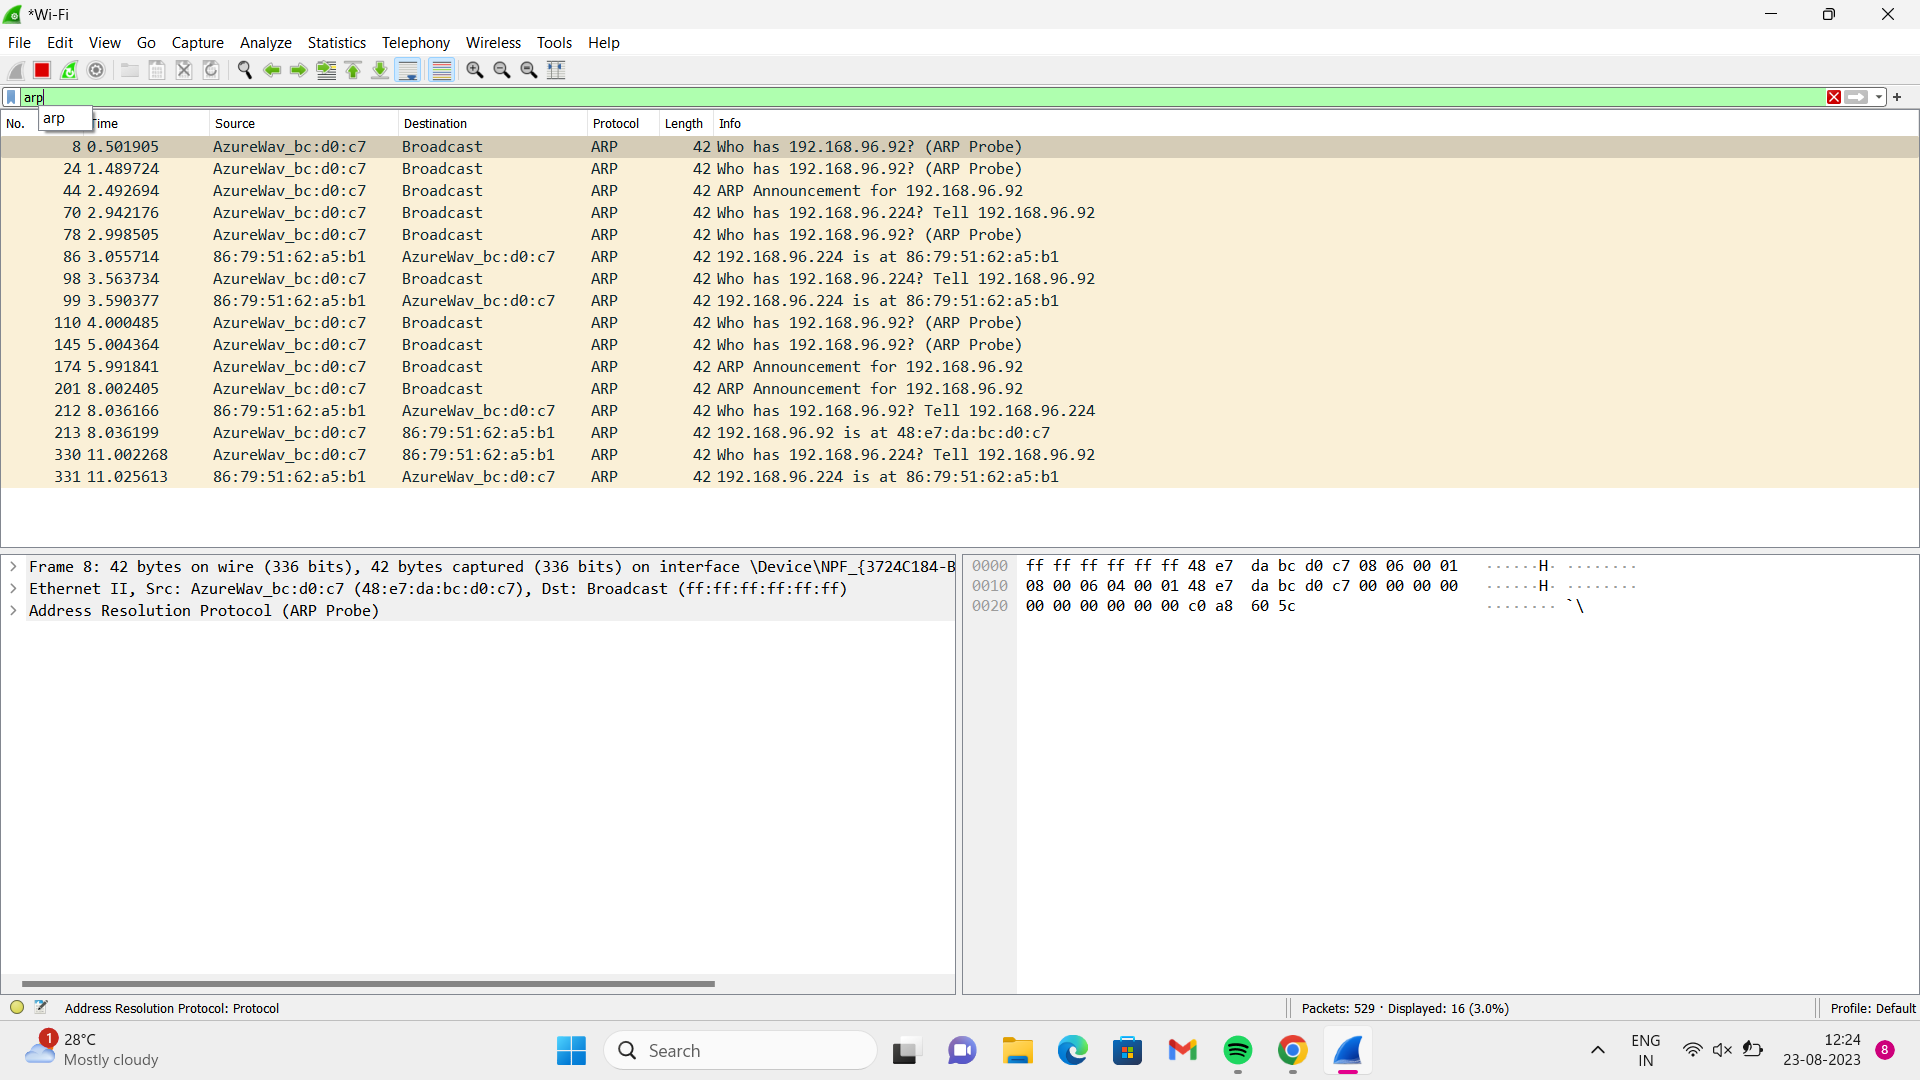 *Wi-Fi
File Edit View Go Capture Analyze Statistics Telephony Wireless Tools Help
arp
arp
No. Time Source Destination Protocol Length Info
8 0.501905 AzureWav_bc:d0:c7 Broadcast ARP 42 Who has 192.168.96.92? (ARP Probe)
24 1.489724 AzureWav_bc:d0:c7 Broadcast ARP 42 Who has 192.168.96.92? (ARP Probe)
44 2.492694 AzureWav_bc:d0:c7 Broadcast ARP 42 ARP Announcement for 192.168.96.92
70 2.942176 AzureWav_bc:d0:c7 Broadcast ARP 42 Who has 192.168.96.224? Tell 192.168.96.92
78 2.998505 AzureWav_bc:d0:c7 Broadcast ARP 42 Who has 192.168.96.92? (ARP Probe)
86 3.055714 86:79:51:62:a5:b1 AzureWav_bc:d0:c7 ARP 42 192.168.96.224 is at 86:79:51:62:a5:b1
98 3.563734 AzureWav_bc:d0:c7 Broadcast ARP 42 Who has 192.168.96.224? Tell 192.168.96.92
99 3.590377 86:79:51:62:a5:b1 AzureWav_bc:d0:c7 ARP 42 192.168.96.224 is at 86:79:51:62:a5:b1
110 4.000485 AzureWav_bc:d0:c7 Broadcast ARP 42 Who has 192.168.96.92? (ARP Probe)
145 5.004364 AzureWav_bc:d0:c7 Broadcast ARP 42 Who has 192.168.96.92? (ARP Probe)
174 5.991841 AzureWav_bc:d0:c7 Broadcast ARP 42 ARP Announcement for 192.168.96.92
201 8.002405 AzureWav_bc:d0:c7 Broadcast ARP 42 ARP Announcement for 192.168.96.92
212 8.036166 86:79:51:62:a5:b1 AzureWav_bc:d0:c7 ARP 42 Who has 192.168.96.92? Tell 192.168.96.224
213 8.036199 AzureWav_bc:d0:c7 86:79:51:62:a5:b1 ARP 42 192.168.96.92 is at 48:e7:da:bc:d0:c7
330 11.002268 AzureWav_bc:d0:c7 86:79:51:62:a5:b1 ARP 42 Who has 192.168.96.224? Tell 192.168.96.92
331 11.025613 86:79:51:62:a5:b1 AzureWav_bc:d0:c7 ARP 42 192.168.96.224 is at 86:79:51:62:a5:b1
Frame 8: 42 bytes on wire (336 bits), 42 bytes captured (336 bits) on interface \Device\NPF_{3724C184-B
Ethernet II, Src: AzureWav_bc:d0:c7 (48:e7:da:bc:d0:c7), Dst: Broadcast (ff:ff:ff:ff:ff:ff)
Address Resolution Protocol (ARP Probe)
0000 ff ff ff ff ff ff 48 e7 da bc d0 c7 08 06 00 01 ······H· ········
0010 08 00 06 04 00 01 48 e7 da bc d0 c7 00 00 00 00 ······H· ········
0020 00 00 00 00 00 00 c0 a8 60 5c ········ `\
Address Resolution Protocol: Protocol
Packets: 529 · Displayed: 16 (3.0%)
Profile: Default
1
28°C
Mostly cloudy
Search
ENG
IN
12:24
23-08-2023
8